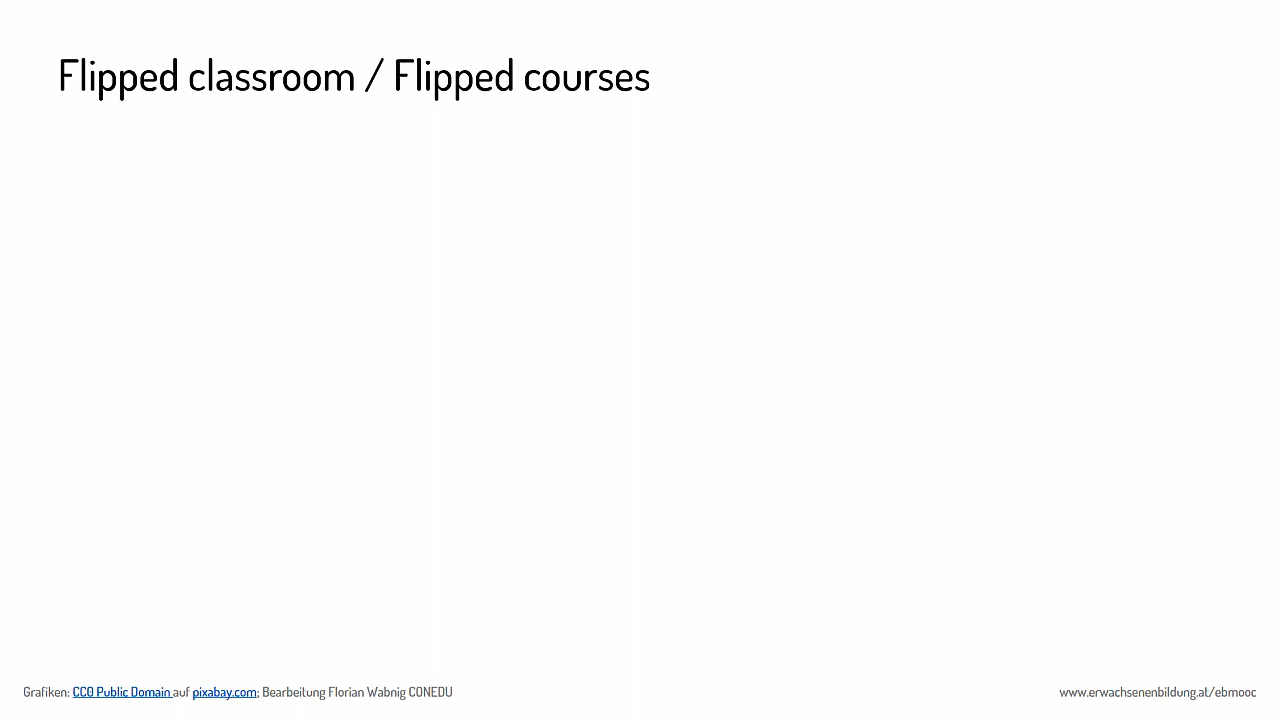 Flipped classroom / Flipped courses
Grafiken: CC0 Public Domain auf pixabay.com; Bearbeitung Florian Wabnig CONEDU
www.erwachsenenbildung.at/ebmooc